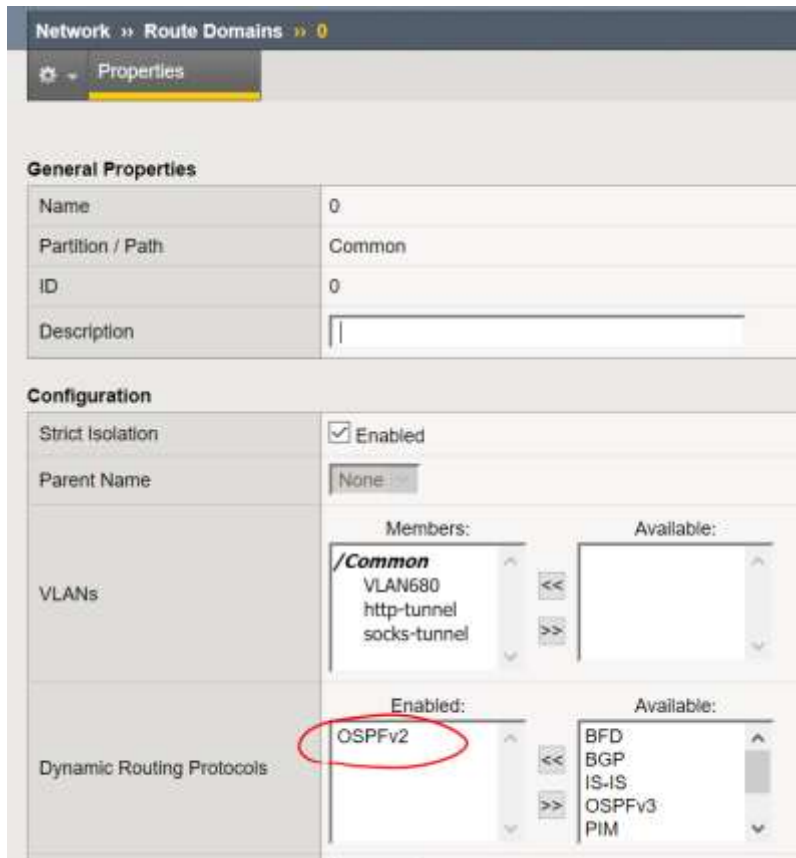 Network » Route Domains » 0
Properties
General Properties
Name 0
Partition / Path Common
ID 0
Description
Configuration
Strict Isolation Enabled
Parent Name None
VLANs
Members:
/Common
VLAN680
http-tunnel
socks-tunnel
<<
>>
Available:
Dynamic Routing Protocols
Enabled:
OSPFv2
<<
>>
Available:
BFD
BGP
IS-IS
OSPFv3
PIM